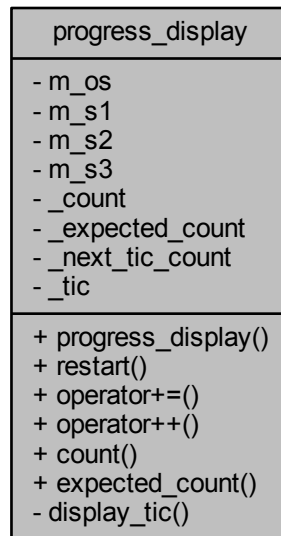 progress_display
- m_os
- m_s1
- m_s2
- m_s3
- _count
- _expected_count
- _next_tic_count
- _tic
+ progress_display()
+ restart()
+ operator+=()
+ operator++()
+ count()
+ expected_count()
- display_tic()